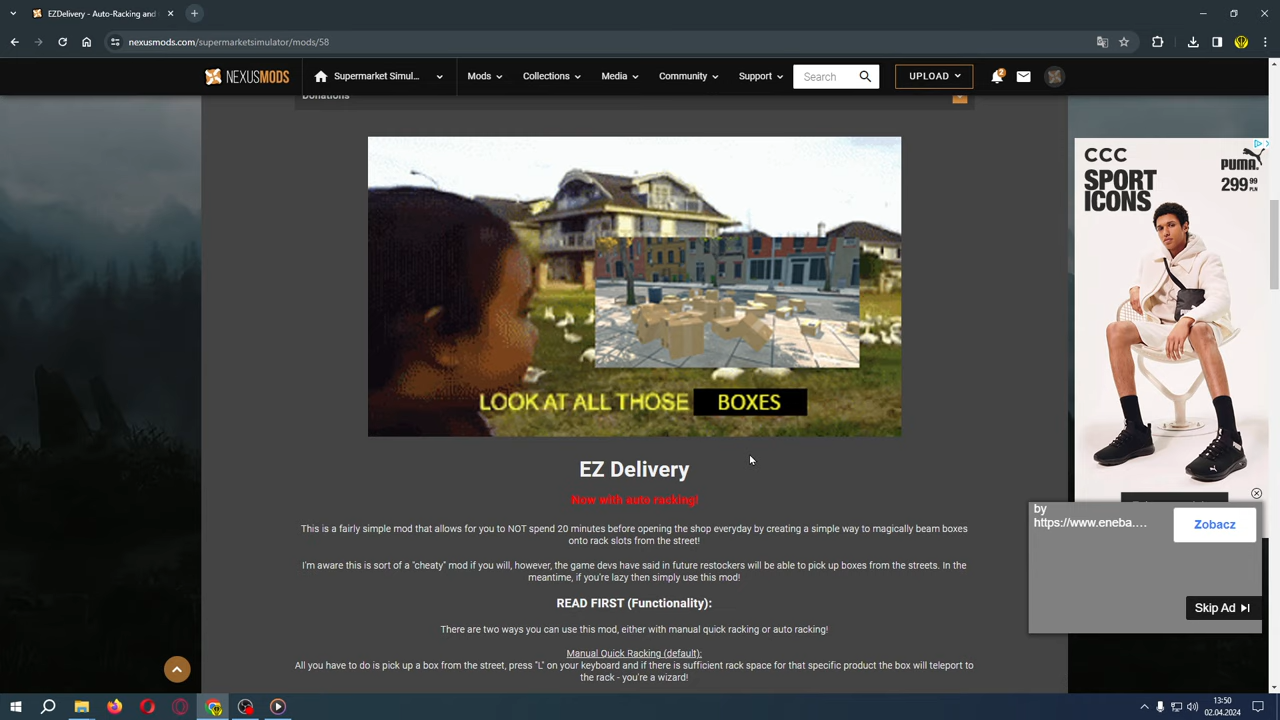 EZDelivery - Auto-Racking and
nexusmods.com/supermarketsimulator/mods/58
NEXUSMODS
Supermarket Simul...
Mods
Collections
Media
Community
Support
Search
UPLOAD
2
Donations
LOOK AT ALL THOSE BOXES
CCC
SPORT
ICONS
PUMA
299 99
PLN
EZ Delivery
Now with auto racking!
This is a fairly simple mod that allows for you to NOT spend 20 minutes before opening the shop everyday by creating a simple way to magically beam boxes
onto rack slots from the street!
I'm aware this is sort of a "cheaty" mod if you will, however, the game devs have said in future restockers will be able to pick up boxes from the streets. In the
meantime, if you're lazy then simply use this mod!
READ FIRST (Functionality):
There are two ways you can use this mod, either with manual quick racking or auto racking!
Manual Quick Racking (default):
All you have to do is pick up a box from the street, press "L" on your keyboard and if there is sufficient rack space for that specific product the box will teleport to
the rack - you're a wizard!
by
https://www.eneba....
Zobacz
Skip Ad
13:50
02.04.2024